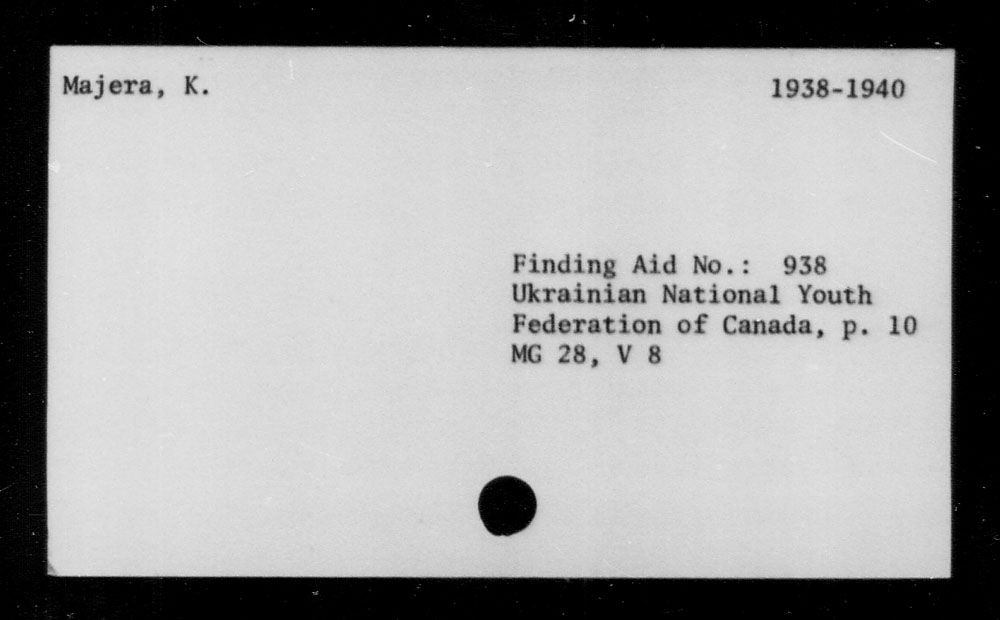 Majera, K. 1938-1940
Finding Aid No.: 938
Ukrainian National Youth
Federation of Canada, p. 10
MG 28, V 8